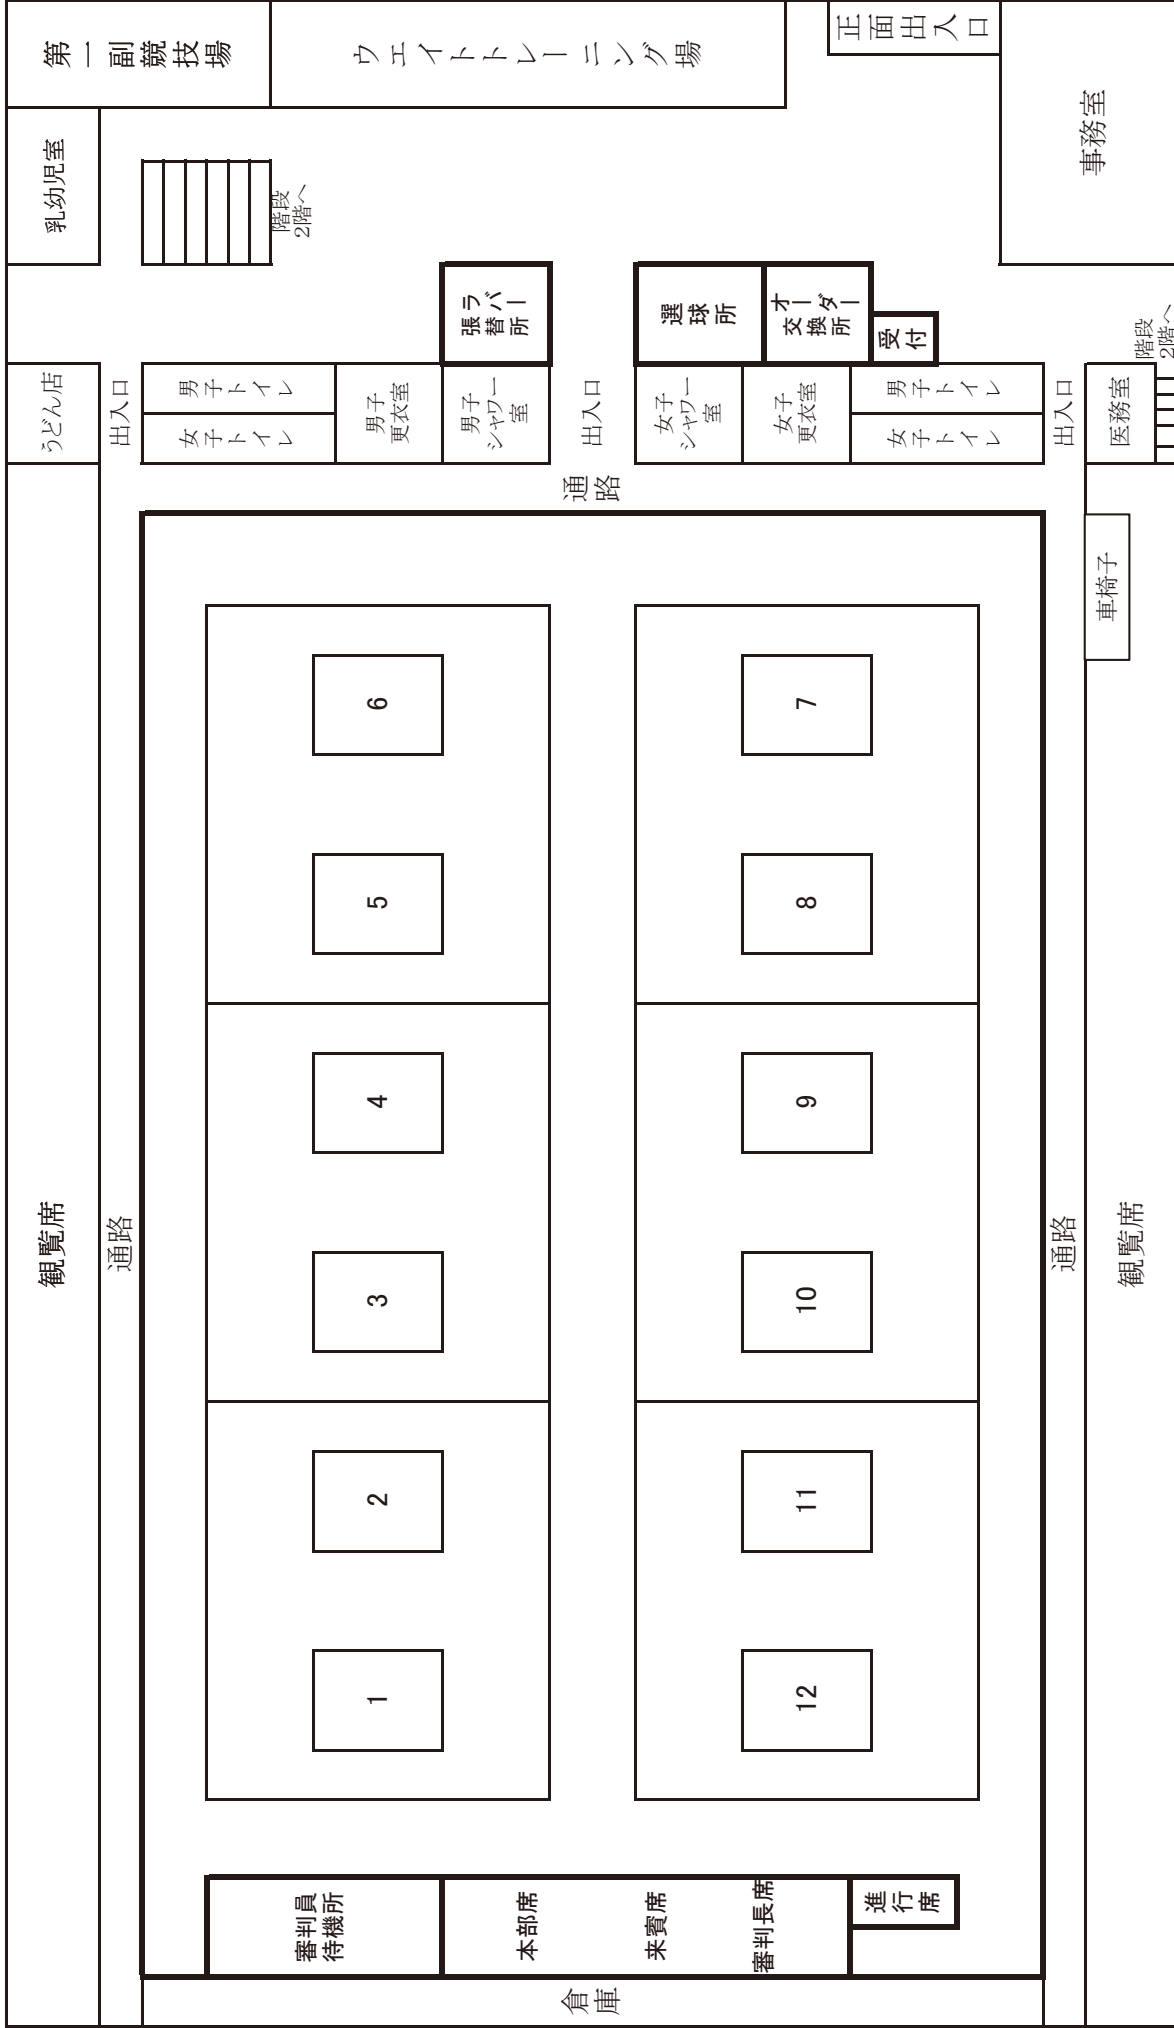 第一副競技場
ウェイトトレーニング場
正面出入口
乳幼児室
階段
2階へ
事務室
ラバー
張替所
選球所
オーダー
交換所
受付
階段
2階へ
うどん店
出入口
男子トイレ
女子トイレ
男子
更衣室
男子
シャワー
室
出入口
女子
シャワー
室
女子
更衣室
男子トイレ
女子トイレ
出入口
医務室
通路
車椅子
6
7
5
8
4
9
観覧席
通路
3
10
通路
観覧席
2
11
1
12
審判員
待機所
本部席
来賓席
審判長席
進行席
倉庫